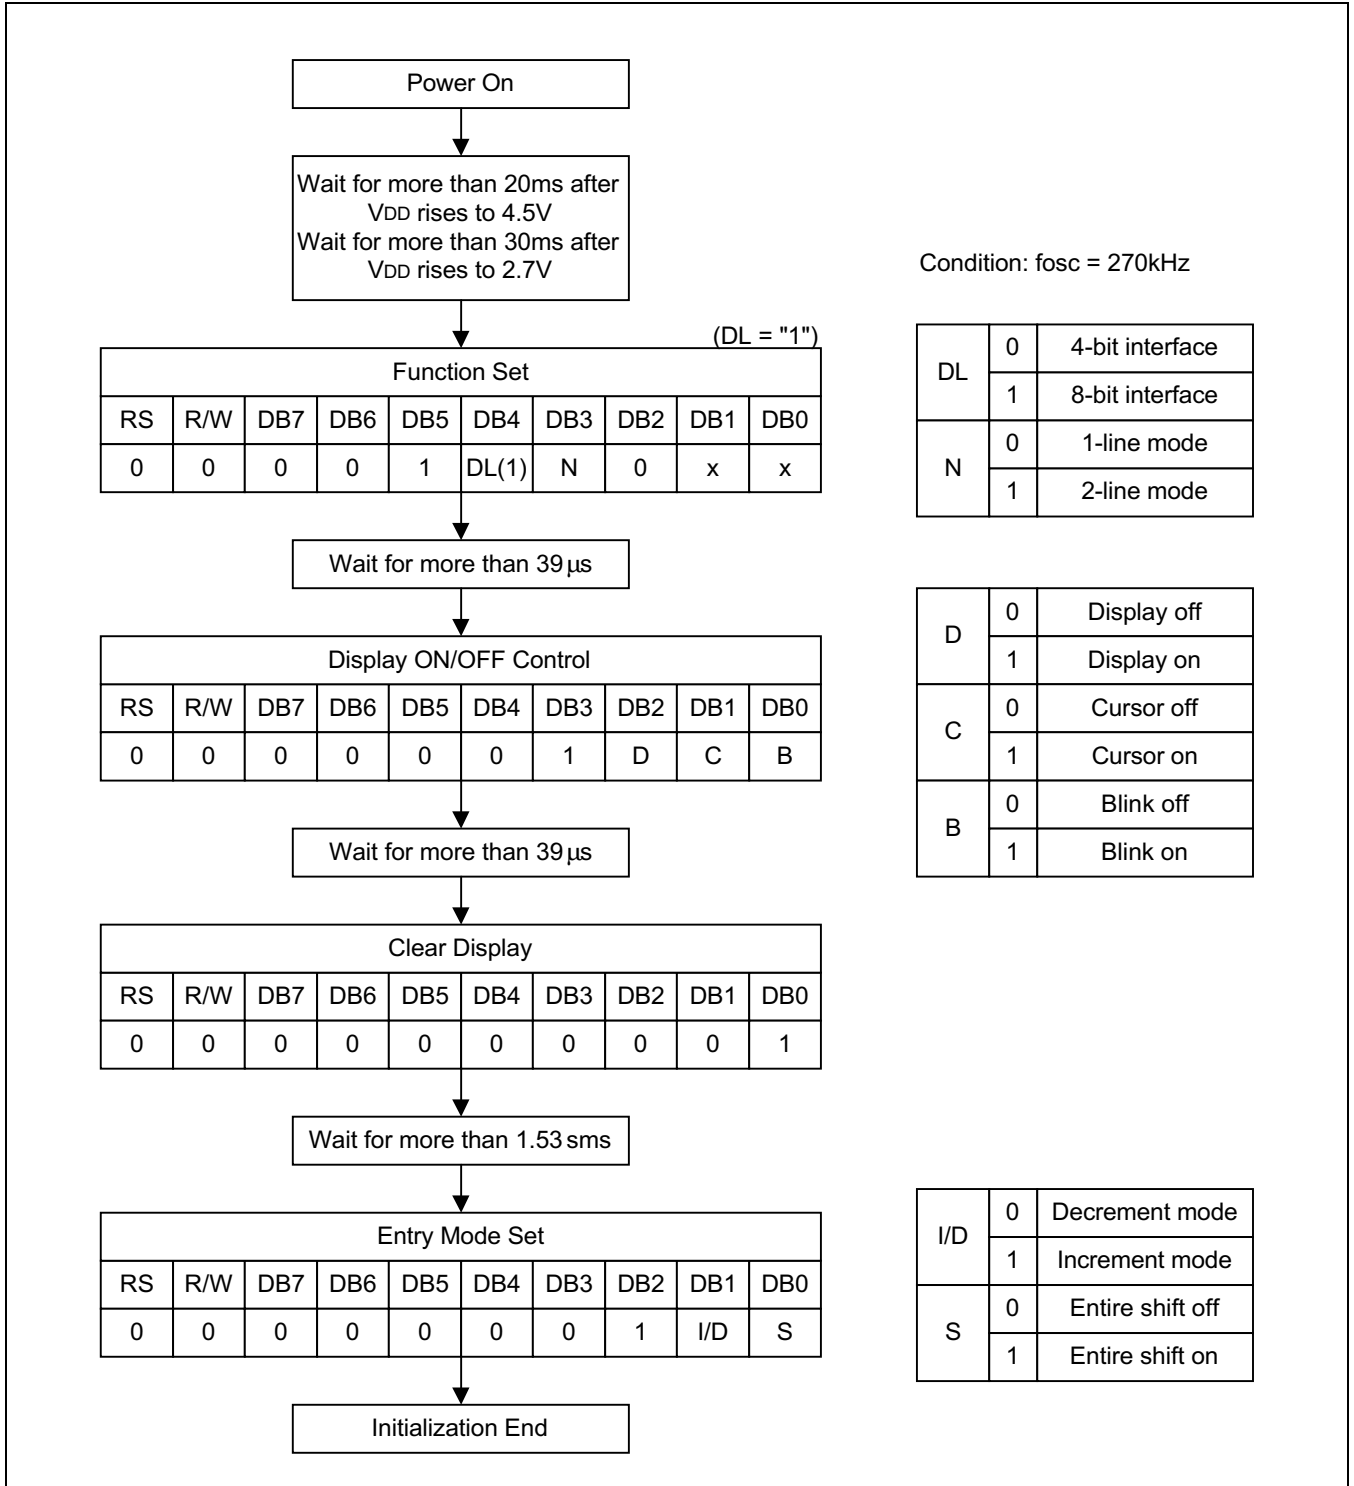 Power On
Wait for more than 20ms after
VDD rises to 4.5V
Wait for more than 30ms after
VDD rises to 2.7V
Condition: fosc = 270kHz
(DL = "1")
Function Set
RS R/W DB7 DB6 DB5 DB4 DB3 DB2 DB1 DB0
0 0 0 0 1 DL(1) N 0 x x
DL 0 4-bit interface
1 8-bit interface
N 0 1-line mode
1 2-line mode
Wait for more than 39µs
Display ON/OFF Control
RS R/W DB7 DB6 DB5 DB4 DB3 DB2 DB1 DB0
0 0 0 0 0 0 1 D C B
D 0 Display off
1 Display on
C 0 Cursor off
1 Cursor on
B 0 Blink off
1 Blink on
Wait for more than 39µs
Clear Display
RS R/W DB7 DB6 DB5 DB4 DB3 DB2 DB1 DB0
0 0 0 0 0 0 0 0 0 1
Wait for more than 1.53 sms
Entry Mode Set
RS R/W DB7 DB6 DB5 DB4 DB3 DB2 DB1 DB0
0 0 0 0 0 0 0 1 I/D S
I/D 0 Decrement mode
1 Increment mode
S 0 Entire shift off
1 Entire shift on
Initialization End